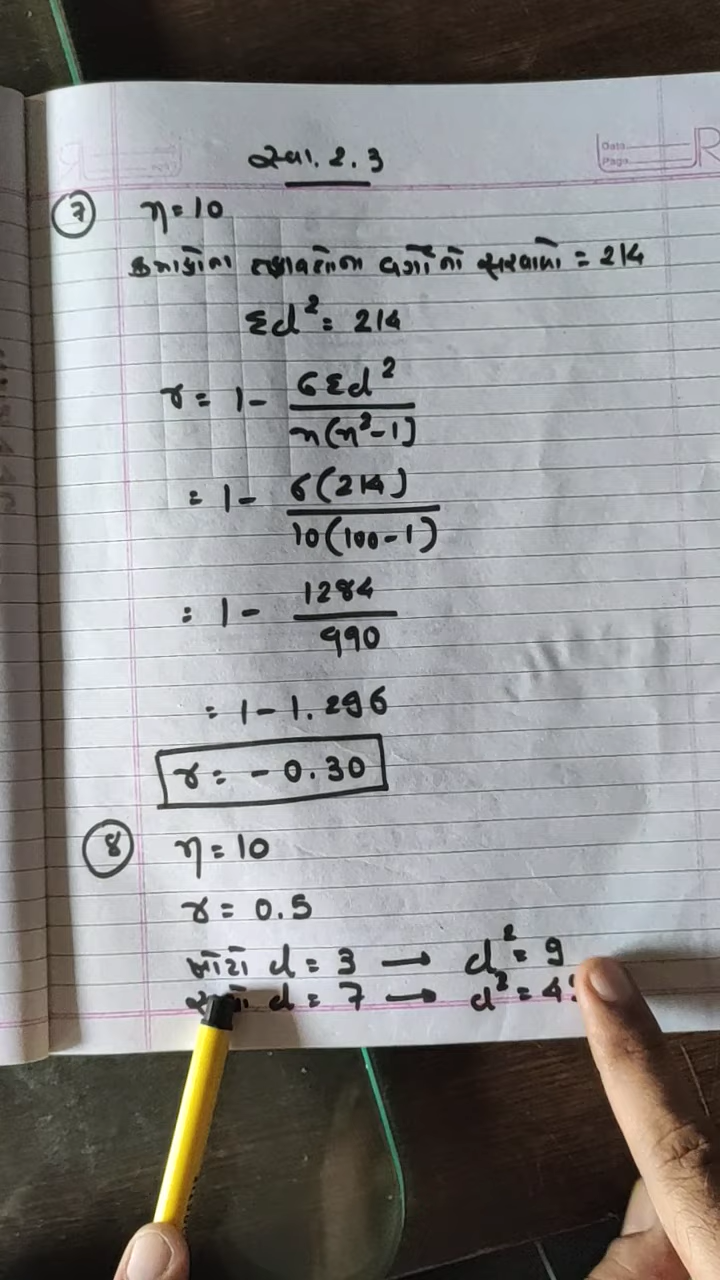 સ્વા. 2. 3
Data
Page
R
7 n = 10
ક્રમાંકોના તફાવતોના વર્ગોનો સરવાળો = 214
Σd² = 214
r = 1 - 6Σd² / n(n² - 1)
= 1 - 6(214) / 10(100 - 1)
= 1 - 1284 / 990
= 1 - 1.296
r = - 0.30
8 n = 10
r = 0.5
ખોટો d = 3 → d² = 9
d = 7 → d² =